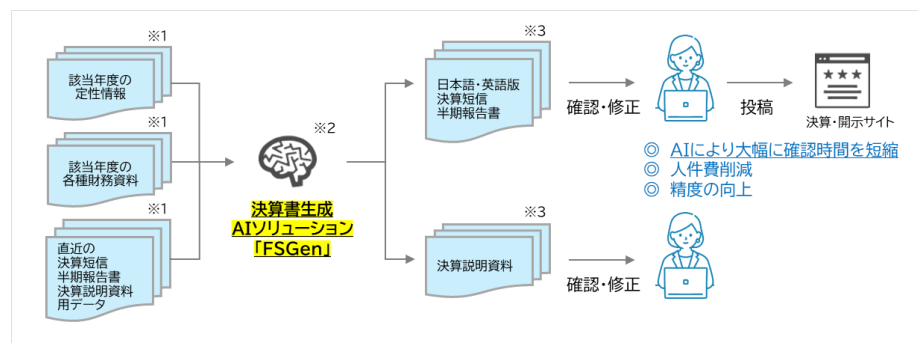 ※1
該当年度の
定性情報
※1
該当年度の
各種財務資料
※1
直近の
決算短信
半期報告書
決算説明資料
用データ
※2
決算書生成
AIソリューション
「FSGen」
※3
日本語・英語版
決算短信
半期報告書
確認・修正
投稿
決算・開示サイト
◎ AIにより大幅に確認時間を短縮
◎ 人件費削減
◎ 精度の向上
※3
決算説明資料
確認・修正